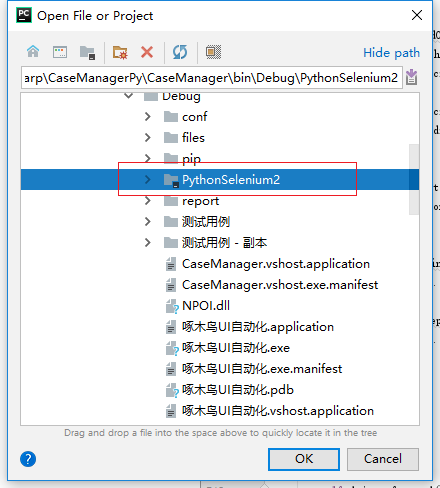 PC Open File or Project
Hide path
arp\CaseManagerPy\CaseManager\bin\Debug\PythonSelenium2
Debug
conf
files
pip
PythonSelenium2
report
测试用例
测试用例 - 副本
CaseManager.vshost.application
CaseManager.vshost.exe.manifest
NPOI.dll
啄木鸟UI自动化.application
啄木鸟UI自动化.exe
啄木鸟UI自动化.exe.manifest
啄木鸟UI自动化.pdb
啄木鸟UI自动化.vshost.application
Drag and drop a file into the space above to quickly locate it in the tree
? OK Cancel